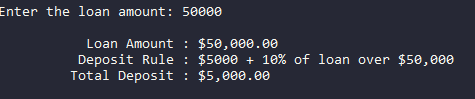 Enter the loan amount: 50000
Loan Amount : $50,000.00
Deposit Rule : $5000 + 10% of loan over $50,000
Total Deposit : $5,000.00